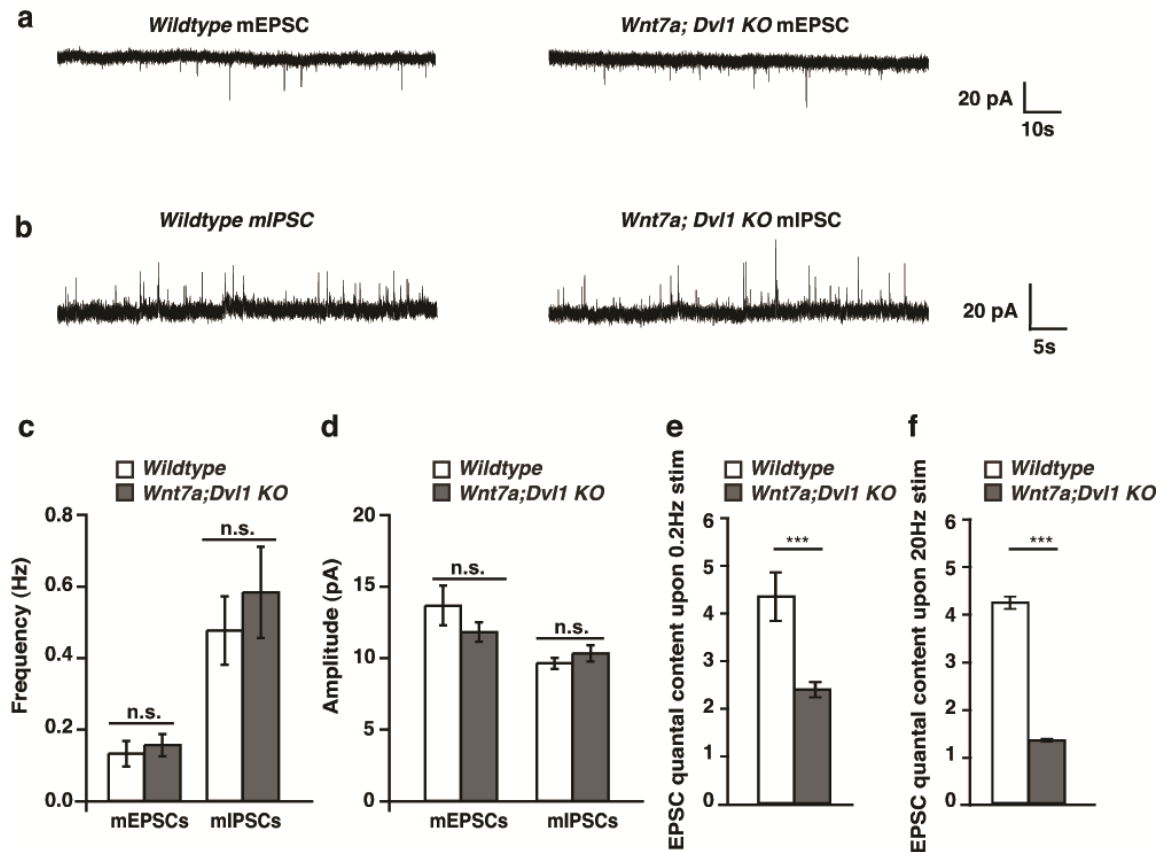 a
Wildtype mEPSC
Wnt7a; Dvl1 KO mEPSC
20 pA
10s
b
Wildtype mIPSC
Wnt7a; Dvl1 KO mIPSC
20 pA
5s
c
Wildtype
Wnt7a;Dvl1 KO
Frequency (Hz)
0.8
0.6
0.4
0.2
0.0
n.s.
n.s.
mEPSCs
mIPSCs
d
Wildtype
Wnt7a;Dvl1 KO
Amplitude (pA)
20
15
10
5
0
n.s.
n.s.
mEPSCs
mIPSCs
e
Wildtype
Wnt7a;Dvl1 KO
EPSC quantal content upon 0.2Hz stim
6
5
4
3
2
1
0
***
f
Wildtype
Wnt7a;Dvl1 KO
EPSC quantal content upon 20Hz stim
6
5
4
3
2
1
0
***